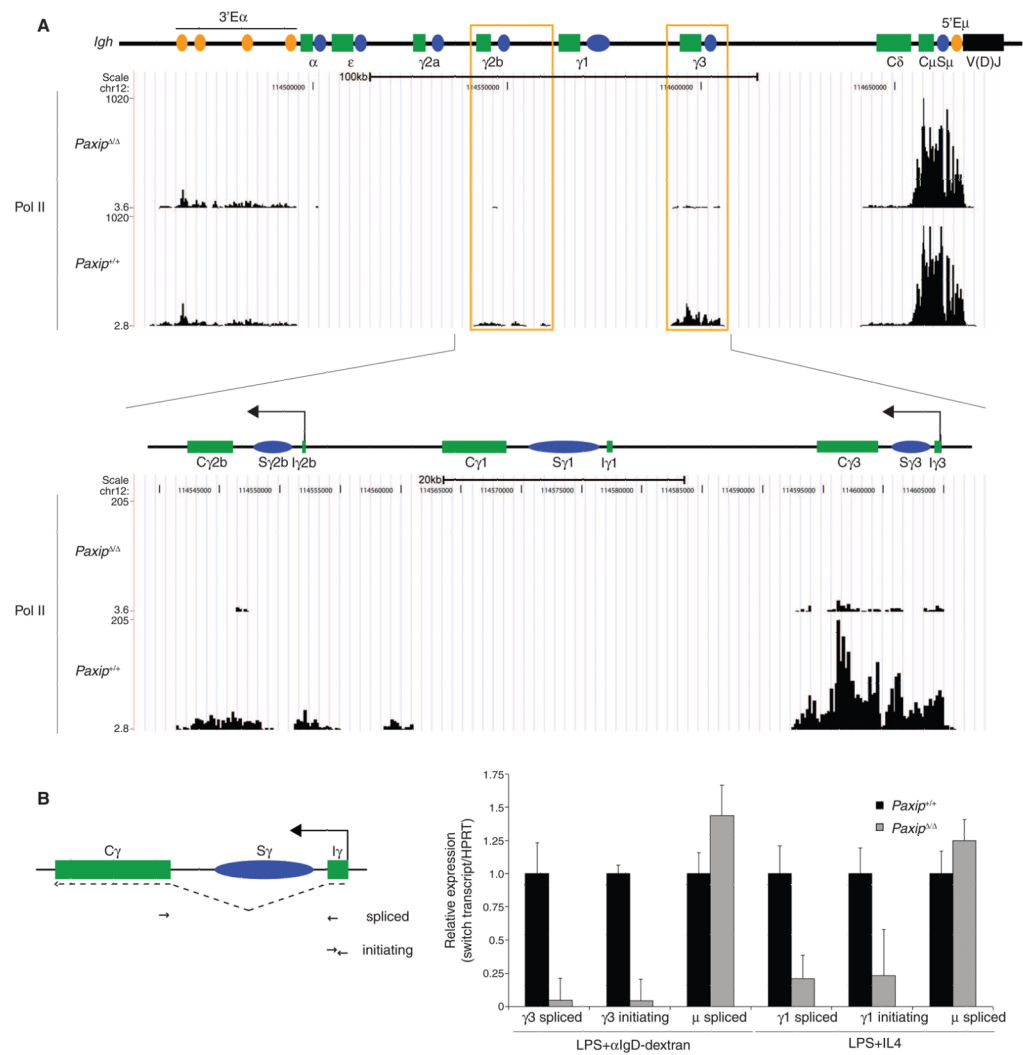 A
3'Eα
5'Eμ
Igh
α
ε
γ2a
γ2b
γ1
γ3
Cδ
Cμ Sμ
V(D)J
Scale
100kb
chr12:
114500000
114550000
114600000
114650000
1020
Paxip^Δ/Δ
Pol II
3.6
1020
Paxip^+/+
2.8
Cγ2b
Sγ2b
Iγ2b
Cγ1
Sγ1
Iγ1
Cγ3
Sγ3
Iγ3
Scale
20kb
chr12:
114545000
114550000
114555000
114560000
114565000
114570000
114575000
114580000
114585000
114590000
114595000
114600000
114605000
205
Paxip^Δ/Δ
Pol II
3.6
205
Paxip^+/+
2.8
B
Cγ
Sγ
Iγ
spliced
initiating
Relative expression
(switch transcript/HPRT)
1.75
1.5
1.25
1
0.75
0.5
0.25
0
Paxip^+/+
Paxip^Δ/Δ
γ3 spliced
γ3 initiating
μ spliced
γ1 spliced
γ1 initiating
μ spliced
LPS+αIgD-dextran
LPS+IL4